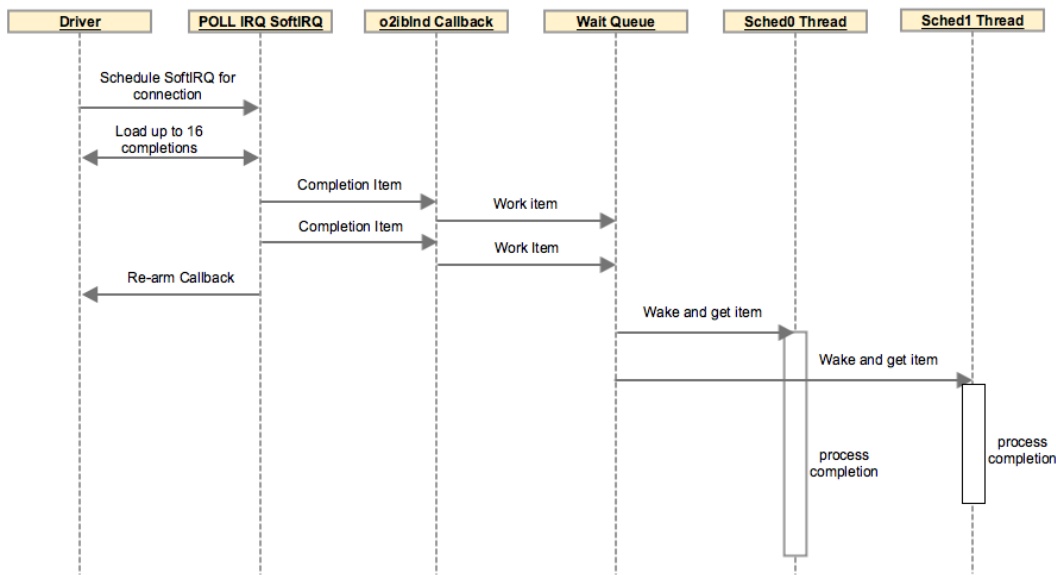 Driver
POLL IRQ SoftIRQ
o2iblnd Callback
Wait Queue
Sched0 Thread
Sched1 Thread
Schedule SoftIRQ for
connection
Load up to 16
completions
Completion Item
Work item
Completion Item
Work Item
Re-arm Callback
Wake and get item
Wake and get item
process
completion
process
completion